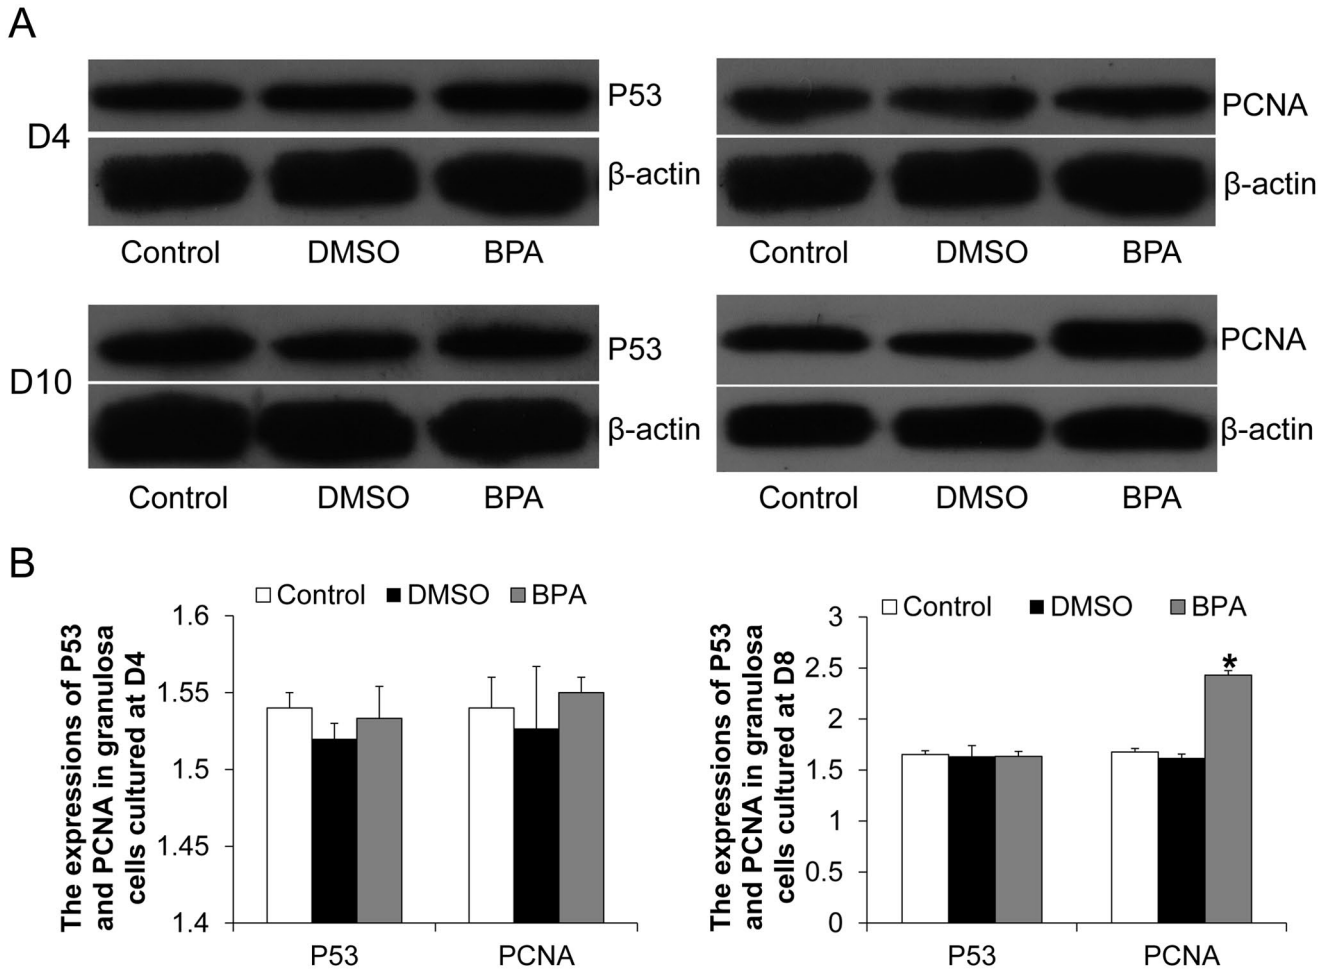 A
D4
P53
β-actin
Control DMSO BPA
PCNA
β-actin
Control DMSO BPA
D10
P53
β-actin
Control DMSO BPA
PCNA
β-actin
Control DMSO BPA
B
Control DMSO BPA
The expressions of P53
and PCNA in granulosa
cells cultured at D4
1.6
1.55
1.5
1.45
1.4
P53 PCNA
Control DMSO BPA
The expressions of P53
and PCNA in granulosa
cells cultured at D8
3
2.5
2
1.5
1
0.5
0
*
P53 PCNA